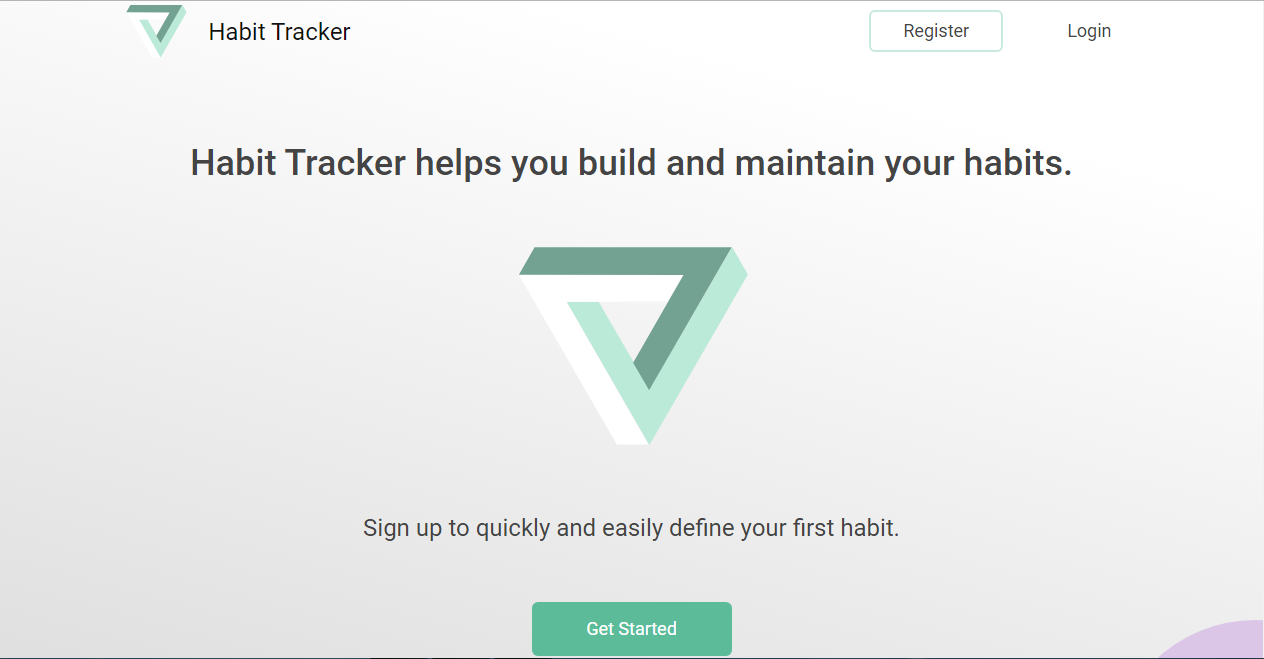 Habit Tracker
Register
Login
Habit Tracker helps you build and maintain your habits.
Sign up to quickly and easily define your first habit.
Get Started